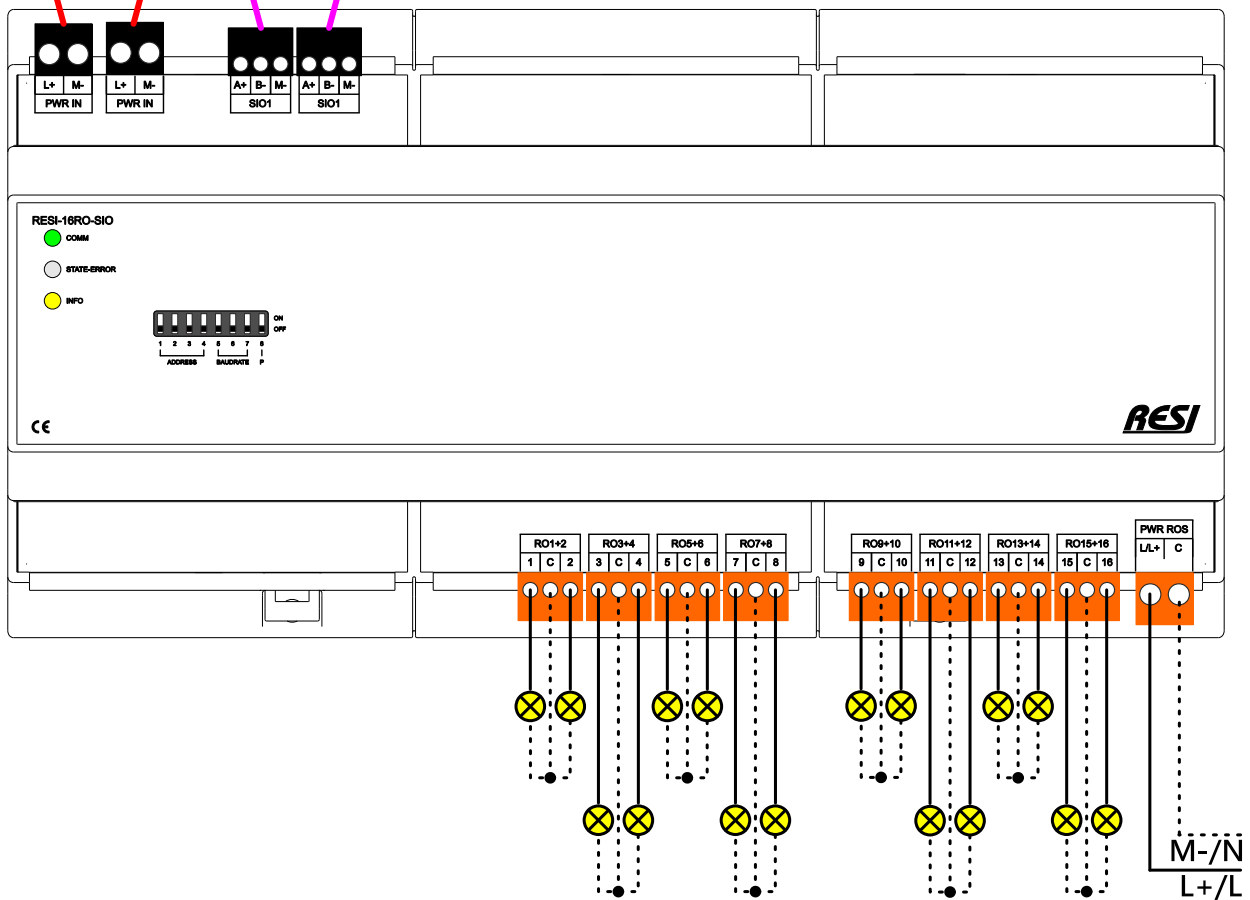 L+ M- L+ M- A+ B- M- A+ B- M-
PWR IN PWR IN SIO1 SIO1
RESI-16RO-SIO
COMM
STATE-ERROR
INFO
ON
OFF
1 2 3 4 5 6 7 8
ADDRESS BAUDRATE P
CE
RESI
RO1+2 RO3+4 RO5+6 RO7+8 RO9+10 RO11+12 RO13+14 RO15+16 PWR ROS
1 C 2 3 C 4 5 C 6 7 C 8 9 C 10 11 C 12 13 C 14 15 C 16 L/L+ C
M-/N
L+/L